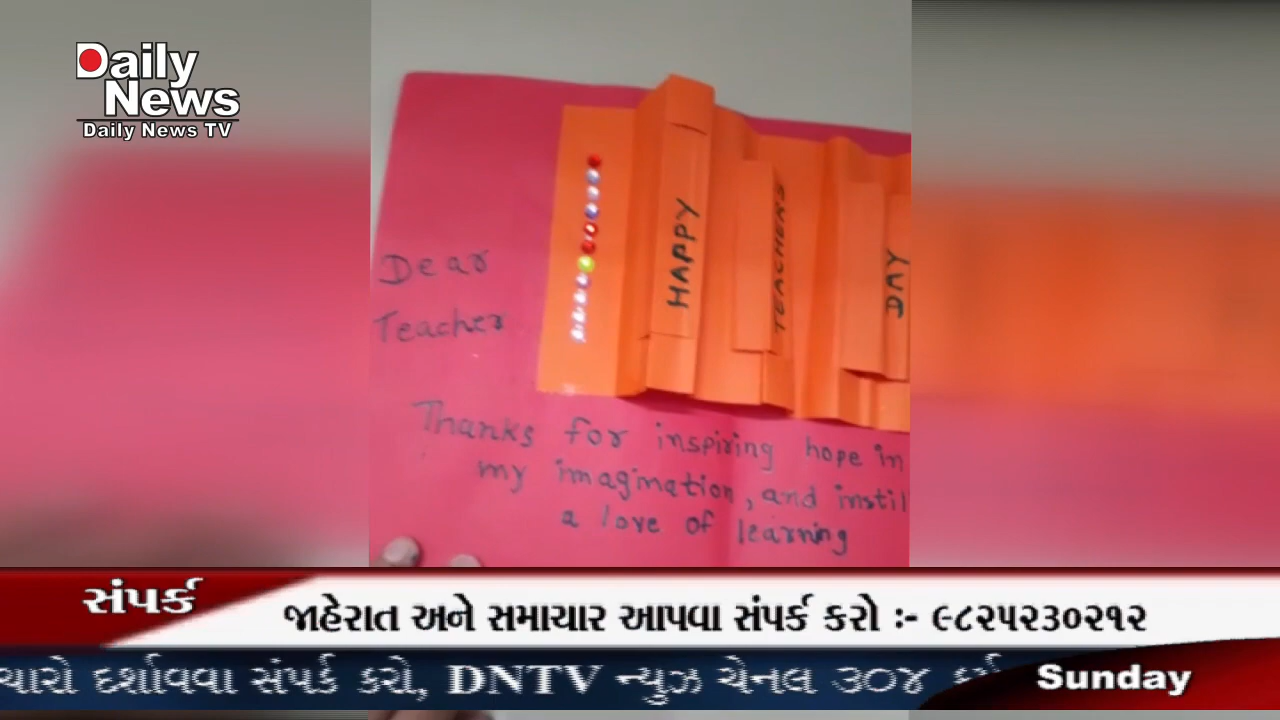 Daily
News
Daily News TV
HAPPY
TEACHERS
DAY
Dear
Teacher
Thanks for inspiring hope in
my imagination, and instil
a love of learning
સંપર્ક
જાહેરાત અને સમાચાર આપવા સંપર્ક કરો :- ૯૮૨૫૨૩૦૨૧૨
ચારો દર્શાવવા સંપર્ક કરો, DNTV ન્યુઝ ચેનલ ૩૦૪
Sunday